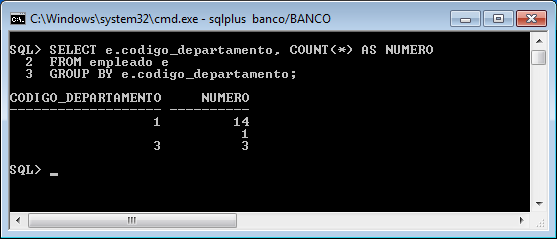 C:\Windows\system32\cmd.exe - sqlplus banco/BANCO
SQL> SELECT e.codigo_departamento, COUNT(*) AS NUMERO
2 FROM empleado e
3 GROUP BY e.codigo_departamento;
CODIGO_DEPARTAMENTO NUMERO
------------------- ----------
1 14
1
3 3
SQL> _